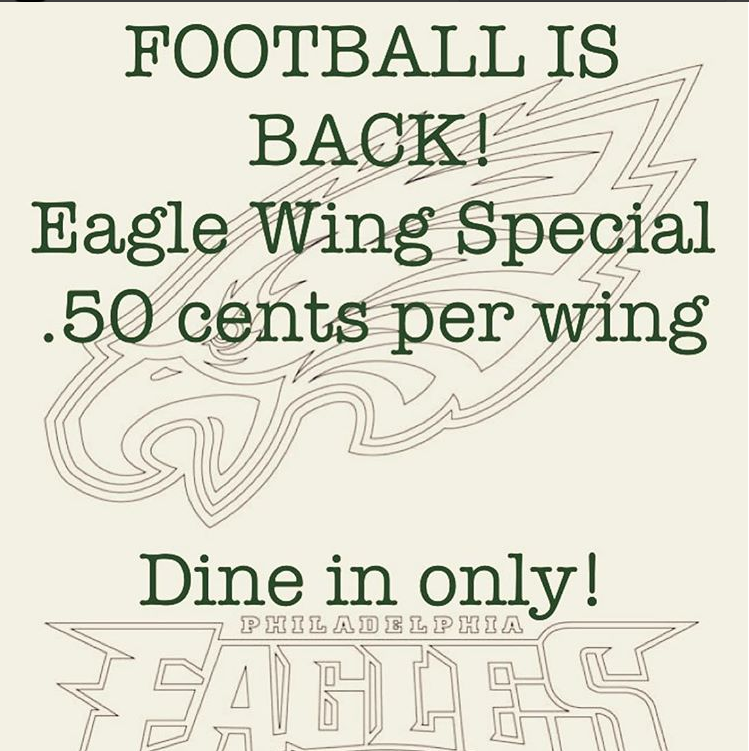 FOOTBALL IS
BACK!
Eagle Wing Special
.50 cents per wing
Dine in only!
PHILADELPHIA
EAGLES